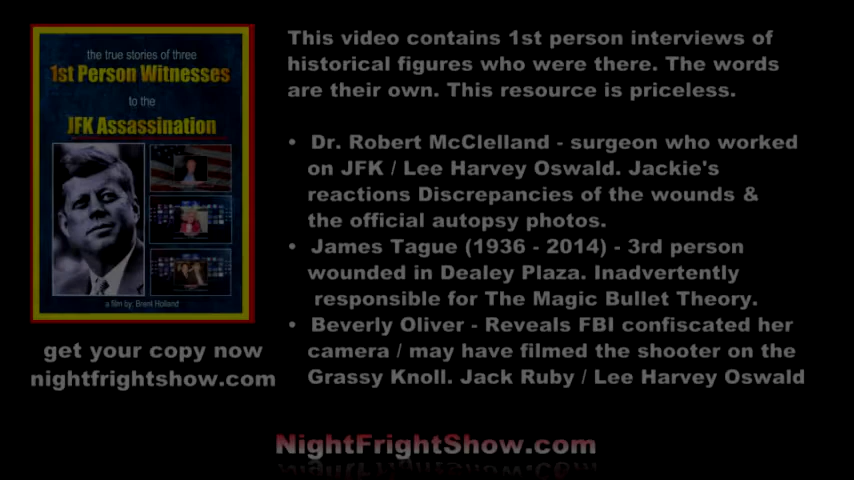 the true stories of three
1st Person Witnesses
to the
JFK Assassination
a film by: Brent Holland
get your copy now
nightfrightshow.com
This video contains 1st person interviews of
historical figures who were there. The words
are their own. This resource is priceless.
• Dr. Robert McClelland - surgeon who worked
on JFK / Lee Harvey Oswald. Jackie's
reactions Discrepancies of the wounds &
the official autopsy photos.
• James Tague (1936 - 2014) - 3rd person
wounded in Dealey Plaza. Inadvertently
responsible for The Magic Bullet Theory.
• Beverly Oliver - Reveals FBI confiscated her
camera / may have filmed the shooter on the
Grassy Knoll. Jack Ruby / Lee Harvey Oswald
NightFrightShow.com